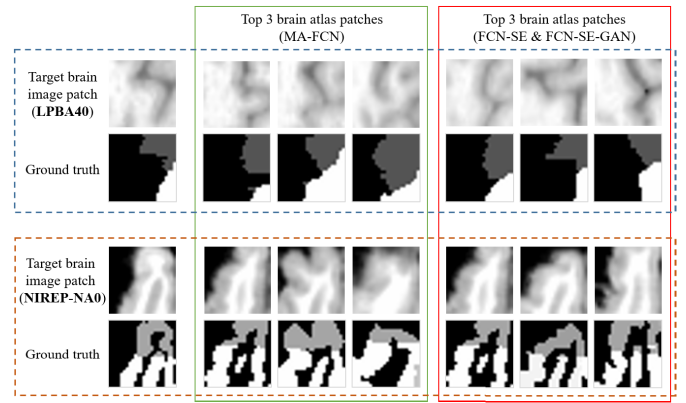 Top 3 brain atlas patches
(MA-FCN)
Top 3 brain atlas patches
(FCN-SE & FCN-SE-GAN)
Target brain
image patch
(LPBA40)
Ground truth
Target brain
image patch
(NIREP-NA0)
Ground truth